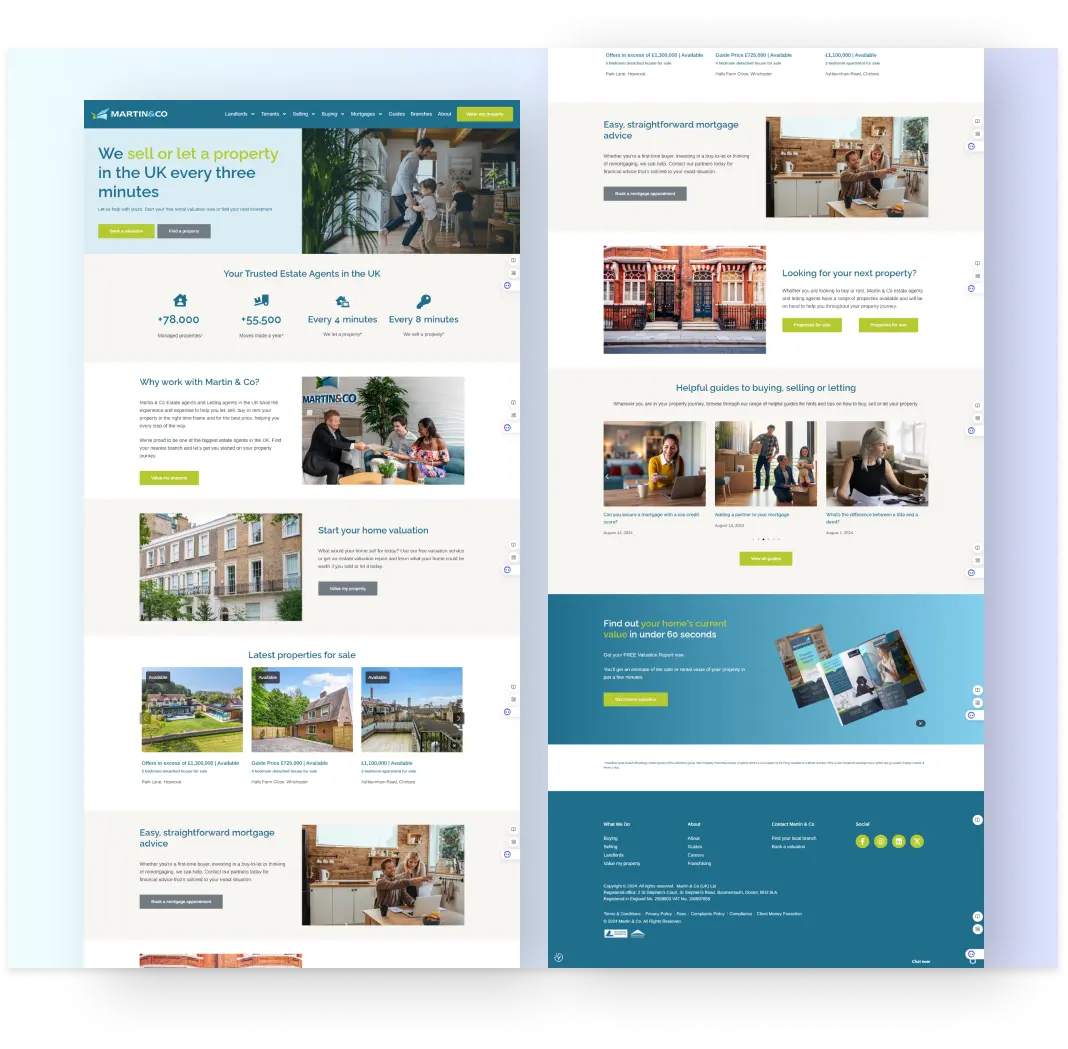 MARTIN&CO
Landlords Tenants Selling Buying Mortgages Guides Branches About Value my property
We sell or let a property
in the UK every three
minutes
Let us help with yours. Start your free rental valuation now or find your next investment
Book a valuation Find a property
Your Trusted Estate Agents in the UK
+78,000 +55,500 Every 4 minutes Every 8 minutes
Managed properties* Moves made a year* We let a property* We sell a property*
Why work with Martin & Co?
Martin & Co Estate agents and Letting agents in the UK have the
experience and expertise to help you let, sell, buy or rent your
property in the right time frame and for the best price, helping you
every step of the way.
We're proud to be one of the biggest estate agents in the UK. Find
your nearest branch and let's get you started on your property
journey.
Value my property
MARTIN&CO
Start your home valuation
What would your home sell for today? Use our free valuation service
or get an instant valuation report and learn what your home could be
worth if you sold or let it today.
Value my property
Latest properties for sale
Available Available Available
Offers in excess of £1,300,000 | Available Guide Price £725,000 | Available £1,100,000 | Available
5 bedroom detached house for sale 4 bedroom detached house for sale 3 bedroom apartment for sale
Park Lane, Halls Farm Close, Winchester Ashburnham Road, Chelsea
Easy, straightforward mortgage
advice
Whether you're a first-time buyer, investing in a buy-to-let or thinking
of remortgaging, we can help. Contact our partners today for
financial advice that's tailored to your exact situation.
Book a mortgage appointment
Offers in excess of £1,300,000 | Available Guide Price £725,000 | Available £1,100,000 | Available
5 bedroom detached house for sale 4 bedroom detached house for sale 3 bedroom apartment for sale
Park Lane, Halls Farm Close, Winchester Ashburnham Road, Chelsea
Easy, straightforward mortgage
advice
Whether you're a first-time buyer, investing in a buy-to-let or thinking
of remortgaging, we can help. Contact our partners today for
financial advice that's tailored to your exact situation.
Book a mortgage appointment
Looking for your next property?
Whether you are looking to buy or rent, Martin & Co estate agents
and letting agents have a range of properties available and will be
on hand to help you throughout your property journey.
Properties for sale Properties for rent
Helpful guides to buying, selling or letting
Wherever you are in your property journey, browse through our range of helpful guides for hints and tips on how to buy, sell or let your property.
Can you secure a mortgage with a low credit
score?
August 14, 2024
Adding a partner to your mortgage
August 14, 2024
What's the difference between a title and a
deed?
August 1, 2024
View all guides
Find out your home's current
value in under 60 seconds
Get your FREE Valuation Report now.
You'll get an estimate of the sale or rental value of your property in
just a few minutes.
Get instant valuation
What We Do About Contact Martin & Co Social
Buying About Find your local branch
Selling Guides Book a valuation
Landlords Careers
Value my property Franchising
Copyright © 2024. All rights reserved. Martin & Co (UK) Ltd
Registered office: 2 St Stephen's Court, St Stephen's Road, Bournemouth, Dorset, BH2 6LA
Registered in England No. VAT No.
Terms & Conditions | Privacy Policy | Fees | Complaints Policy | Compliance | Client Money Protection
© 2024 Martin & Co. All Rights Reserved
Chat now